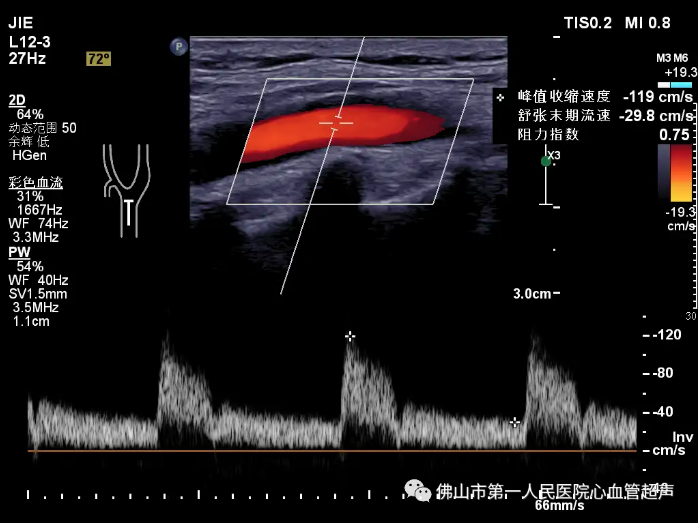 JIE
TIS0.2 MI 0.8
L12-3
27Hz
72°
P
M3 M6
+19.3
2D
64%
动态范围 50
余辉 低
HGen
峰值收缩速度 -119 cm/s
舒张末期流速 -29.8 cm/s
阻力指数 0.75
X3
彩色血流
31%
1667Hz
WF 74Hz
3.3MHz
-19.3
cm/s
PW
54%
WF 40Hz
SV1.5mm
3.5MHz
1.1cm
3.0cm
30
-120
-80
-40
Inv
cm/s
佛山市第一人民医院心血管超声
66mm/s